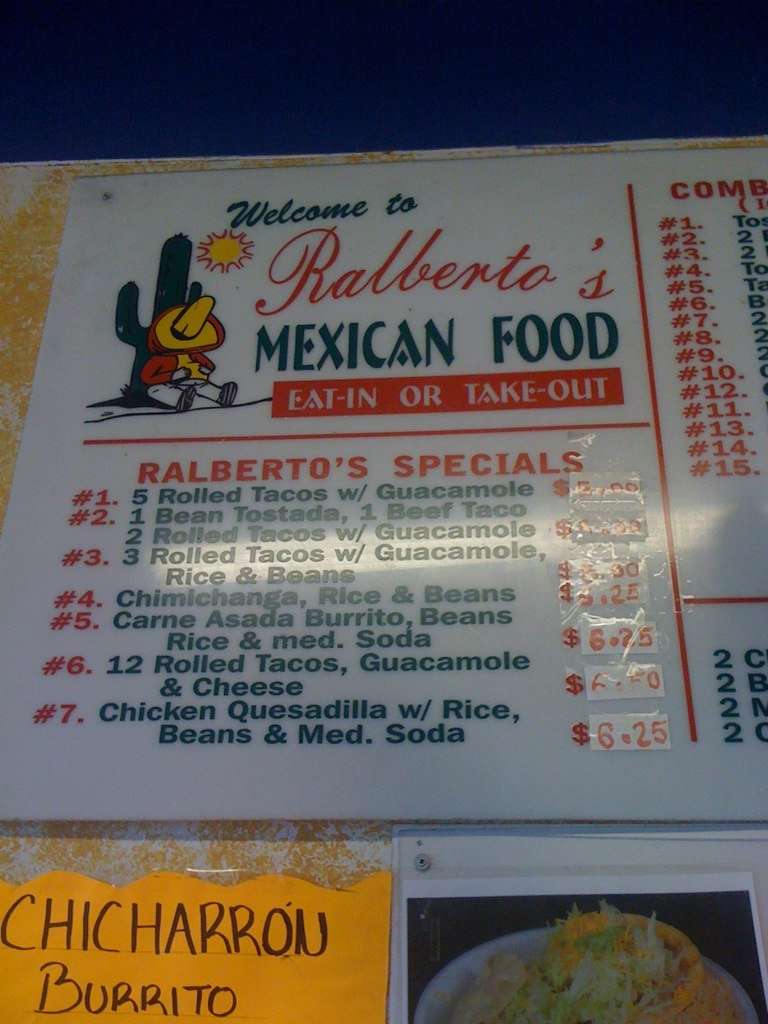 Welcome to
Ralberto's
MEXICAN FOOD
EAT-IN OR TAKE-OUT
RALBERTO'S SPECIALS
#1. 5 Rolled Tacos w/ Guacamole $
#2. 1 Bean Tostada, 1 Beef Taco
2 Rolled Tacos w/ Guacamole $
#3. 3 Rolled Tacos w/ Guacamole,
Rice & Beans $
#4. Chimichanga, Rice & Beans $
#5. Carne Asada Burrito, Beans
Rice & med. Soda $ 6.25
#6. 12 Rolled Tacos, Guacamole
& Cheese $
#7. Chicken Quesadilla w/ Rice,
Beans & Med. Soda $ 6.25
#1.
#2. 2
#3. 2
#4.
#5.
#6.
#7. 2
#8.
#9.
#10.
#12.
#11.
#13.
#14.
#15.
2
2
2
2
CHICHARRÓN
BURRITO